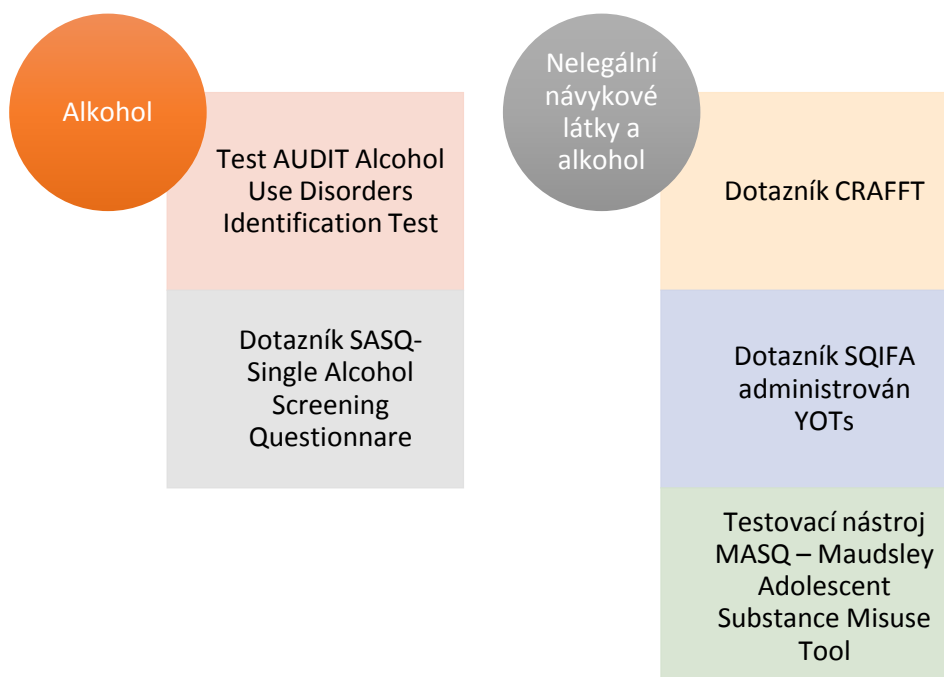 Alkohol
Test AUDIT Alcohol
Use Disorders
Identification Test
Dotazník SASQ-
Single Alcohol
Screening
Questionnare
Nelegální
návykové
látky a
alkohol
Dotazník CRAFFT
Dotazník SQIFA
administrován
YOTs
Testovací nástroj
MASQ – Maudsley
Adolescent
Substance Misuse
Tool